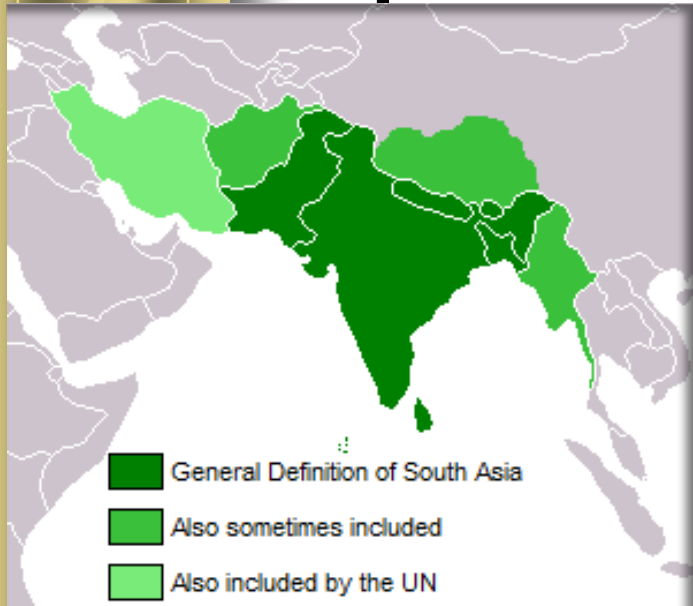 General Definition of South Asia
Also sometimes included
Also included by the UN